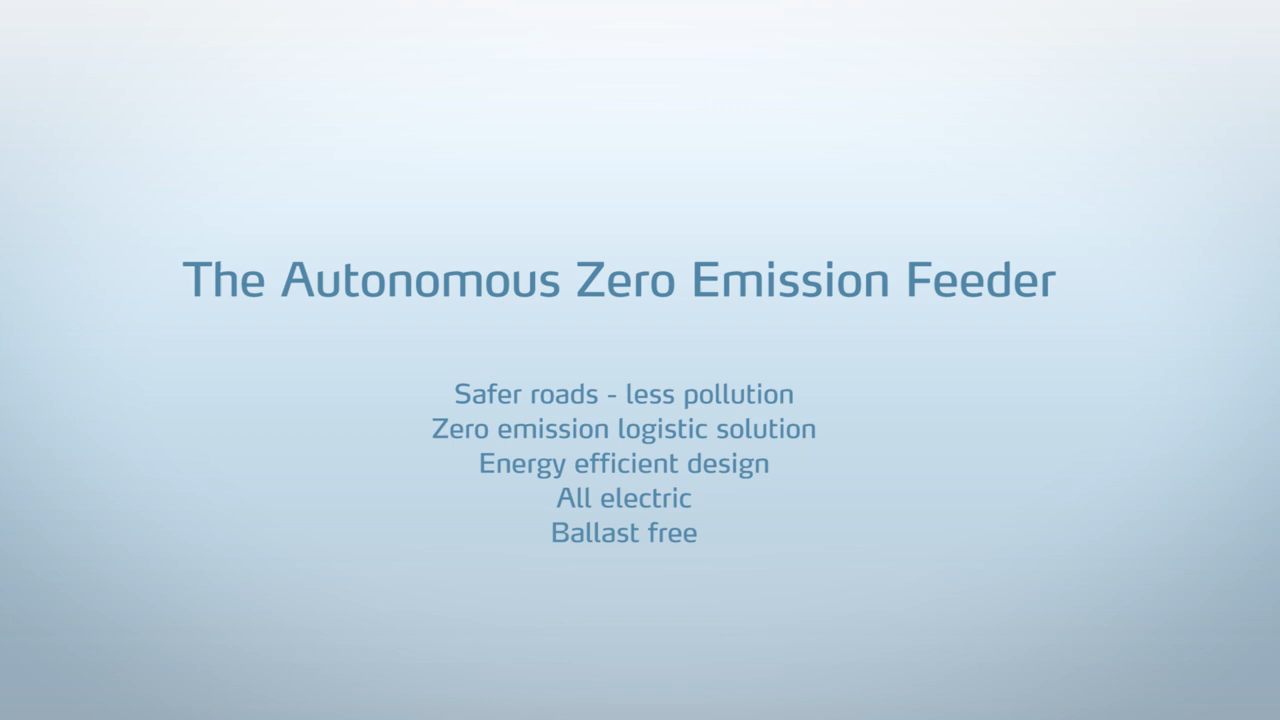 The Autonomous Zero Emission Feeder
Safer roads - less pollution
Zero emission logistic solution
Energy efficient design
All electric
Ballast free